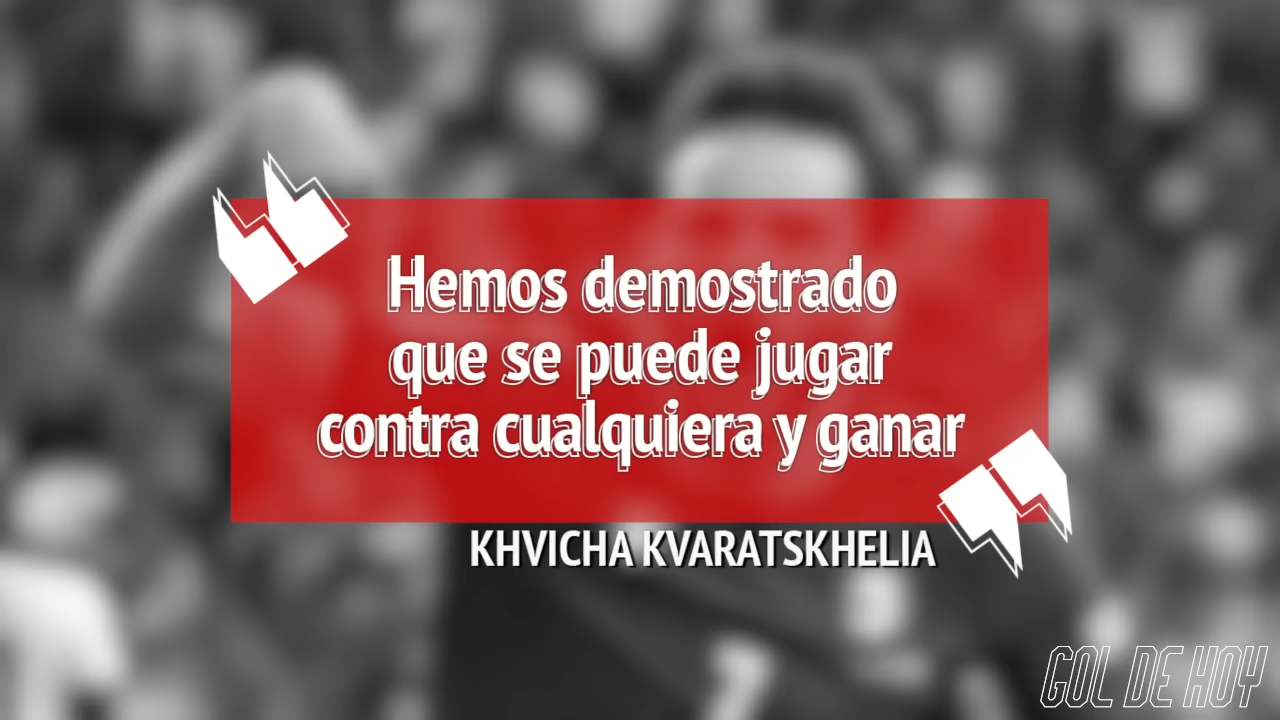 Hemos demostrado
que se puede jugar
contra cualquiera y ganar
KHVICHA KVARATSKHELIA
GOL DE HOY